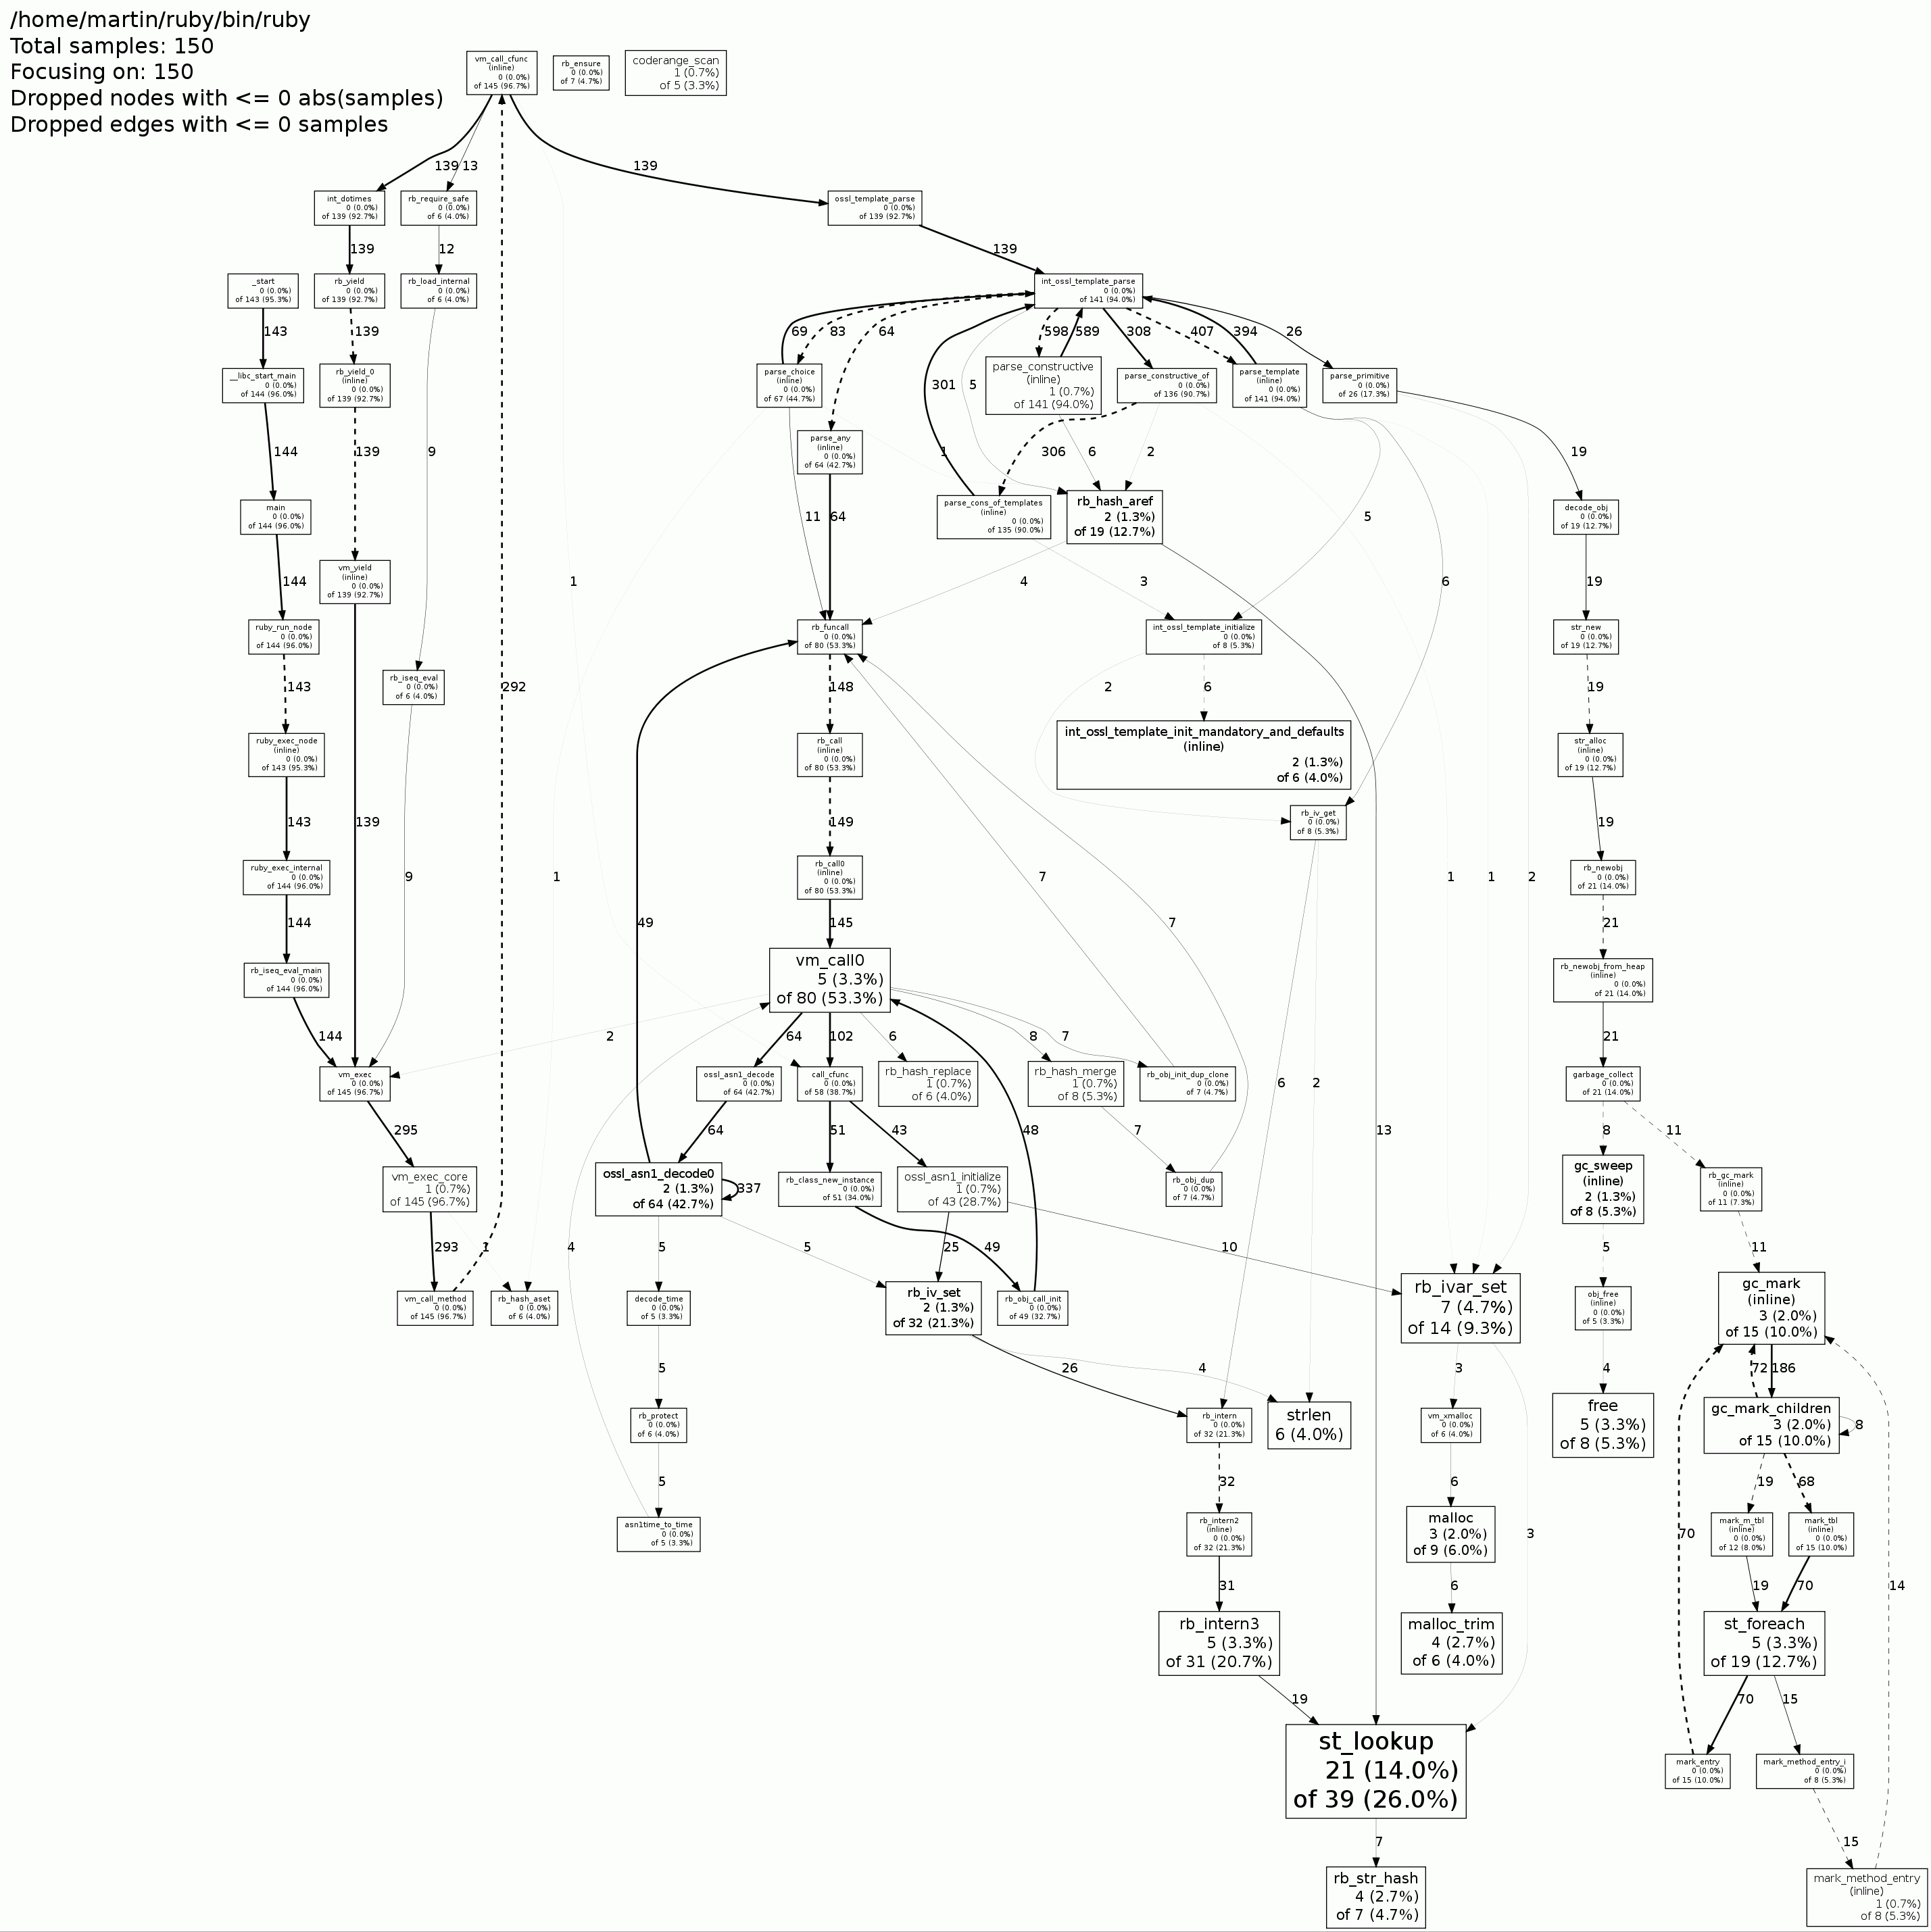 /home/martin/ruby/bin/ruby
Total samples: 150
Focusing on: 150
Dropped nodes with <= 0 abs(samples)
Dropped edges with <= 0 samples
vm_call_cfunc
(inline)
0 (0.0%)
of 145 (96.7%)
rb_ensure
0 (0.0%)
of 7 (4.7%)
coderange_scan
1 (0.7%)
of 5 (3.3%)
139
13
139
int_dotimes
0 (0.0%)
of 139 (92.7%)
rb_require_safe
0 (0.0%)
of 6 (4.0%)
ossl_template_parse
0 (0.0%)
of 139 (92.7%)
139
12
139
_start
0 (0.0%)
of 143 (95.3%)
rb_yield
0 (0.0%)
of 139 (92.7%)
rb_load_internal
0 (0.0%)
of 6 (4.0%)
int_ossl_template_parse
0 (0.0%)
of 141 (94.0%)
143
139
69
83
64
598
589
308
407
394
26
__libc_start_main
0 (0.0%)
of 144 (96.0%)
rb_yield_0
(inline)
0 (0.0%)
of 139 (92.7%)
parse_choice
(inline)
0 (0.0%)
of 67 (44.7%)
301
5
parse_constructive
(inline)
1 (0.7%)
of 141 (94.0%)
parse_constructive_of
0 (0.0%)
of 136 (90.7%)
parse_template
(inline)
0 (0.0%)
of 141 (94.0%)
parse_primitive
0 (0.0%)
of 26 (17.3%)
144
139
9
parse_any
(inline)
0 (0.0%)
of 64 (42.7%)
1
306
6
2
19
main
0 (0.0%)
of 144 (96.0%)
11
64
parse_cons_of_templates
(inline)
0 (0.0%)
of 135 (90.0%)
rb_hash_aref
2 (1.3%)
of 19 (12.7%)
5
decode_obj
0 (0.0%)
of 19 (12.7%)
144
vm_yield
(inline)
0 (0.0%)
of 139 (92.7%)
1
4
3
6
19
ruby_run_node
0 (0.0%)
of 144 (96.0%)
rb_funcall
0 (0.0%)
of 80 (53.3%)
int_ossl_template_initialize
0 (0.0%)
of 8 (5.3%)
str_new
0 (0.0%)
of 19 (12.7%)
143
rb_iseq_eval
0 (0.0%)
of 6 (4.0%)
292
148
2
6
19
ruby_exec_node
(inline)
0 (0.0%)
of 143 (95.3%)
rb_call
(inline)
0 (0.0%)
of 80 (53.3%)
int_ossl_template_init_mandatory_and_defaults
(inline)
2 (1.3%)
of 6 (4.0%)
str_alloc
(inline)
0 (0.0%)
of 19 (12.7%)
143
139
149
rb_iv_get
0 (0.0%)
of 8 (5.3%)
19
ruby_exec_internal
0 (0.0%)
of 144 (96.0%)
9
1
rb_call0
(inline)
0 (0.0%)
of 80 (53.3%)
7
1
1
2
rb_newobj
0 (0.0%)
of 21 (14.0%)
144
49
145
7
21
rb_iseq_eval_main
0 (0.0%)
of 144 (96.0%)
vm_call0
5 (3.3%)
of 80 (53.3%)
rb_newobj_from_heap
(inline)
0 (0.0%)
of 21 (14.0%)
144
2
64
102
6
8
7
21
vm_exec
0 (0.0%)
of 145 (96.7%)
ossl_asn1_decode
0 (0.0%)
of 64 (42.7%)
call_cfunc
0 (0.0%)
of 58 (38.7%)
rb_hash_replace
1 (0.7%)
of 6 (4.0%)
rb_hash_merge
1 (0.7%)
of 8 (5.3%)
rb_obj_init_dup_clone
0 (0.0%)
of 7 (4.7%)
6
2
garbage_collect
0 (0.0%)
of 21 (14.0%)
295
64
51
43
48
7
13
8
11
vm_exec_core
1 (0.7%)
of 145 (96.7%)
ossl_asn1_decode0
2 (1.3%)
of 64 (42.7%)
337
rb_class_new_instance
0 (0.0%)
of 51 (34.0%)
ossl_asn1_initialize
1 (0.7%)
of 43 (28.7%)
rb_obj_dup
0 (0.0%)
of 7 (4.7%)
gc_sweep
(inline)
2 (1.3%)
of 8 (5.3%)
rb_gc_mark
(inline)
0 (0.0%)
of 11 (7.3%)
293
1
4
5
5
25
49
10
5
11
vm_call_method
0 (0.0%)
of 145 (96.7%)
rb_hash_aset
0 (0.0%)
of 6 (4.0%)
decode_time
0 (0.0%)
of 5 (3.3%)
rb_iv_set
2 (1.3%)
of 32 (21.3%)
rb_obj_call_init
0 (0.0%)
of 49 (32.7%)
rb_ivar_set
7 (4.7%)
of 14 (9.3%)
obj_free
(inline)
0 (0.0%)
of 5 (3.3%)
gc_mark
(inline)
3 (2.0%)
of 15 (10.0%)
5
26
4
3
4
72
186
rb_protect
0 (0.0%)
of 6 (4.0%)
rb_intern
0 (0.0%)
of 32 (21.3%)
strlen
6 (4.0%)
vm_xmalloc
0 (0.0%)
of 6 (4.0%)
free
5 (3.3%)
of 8 (5.3%)
gc_mark_children
3 (2.0%)
of 15 (10.0%)
8
5
32
6
19
68
asn1time_to_time
0 (0.0%)
of 5 (3.3%)
rb_intern2
(inline)
0 (0.0%)
of 32 (21.3%)
malloc
3 (2.0%)
of 9 (6.0%)
3
70
mark_m_tbl
(inline)
0 (0.0%)
of 12 (8.0%)
mark_tbl
(inline)
0 (0.0%)
of 15 (10.0%)
31
6
19
70
14
rb_intern3
5 (3.3%)
of 31 (20.7%)
malloc_trim
4 (2.7%)
of 6 (4.0%)
st_foreach
5 (3.3%)
of 19 (12.7%)
19
70
15
st_lookup
21 (14.0%)
of 39 (26.0%)
mark_entry
0 (0.0%)
of 15 (10.0%)
mark_method_entry_i
0 (0.0%)
of 8 (5.3%)
7
15
rb_str_hash
4 (2.7%)
of 7 (4.7%)
mark_method_entry
(inline)
1 (0.7%)
of 8 (5.3%)